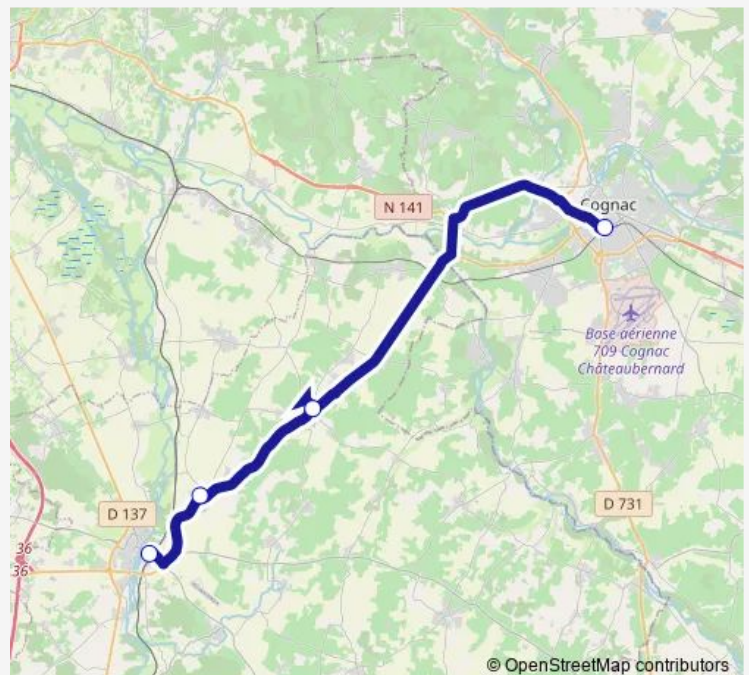 N 141
Cognac
Base aérienne
709 Cognac
Châteaubernard
D 137
D 731
36
36
© OpenStreetMap contributors